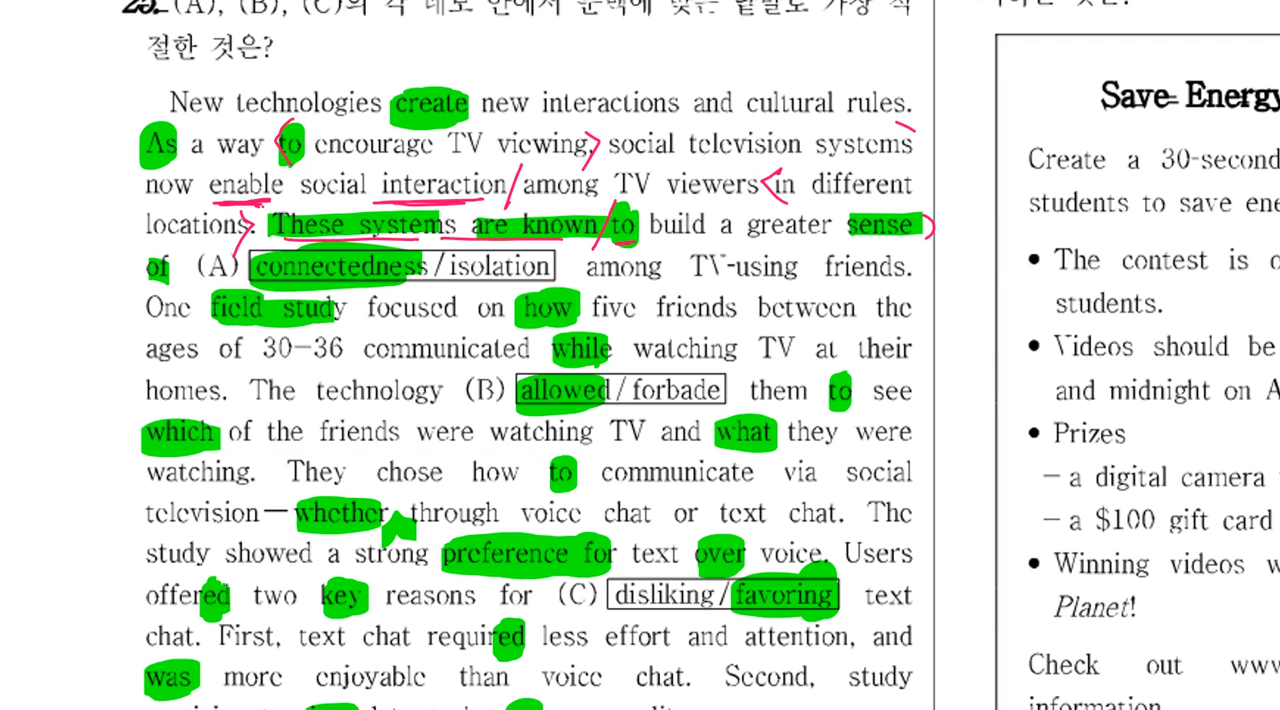 25. (A), (B), (C)의 각 네모 안에서 문맥에 맞는 낱말로 가장 적
절한 것은?
New technologies create new interactions and cultural rules.
As a way to encourage TV viewing, social television systems
now enable social interaction among TV viewers in different
locations. These systems are known to build a greater sense
of (A) connectedness/isolation among TV-using friends.
One field study focused on how five friends between the
ages of 30-36 communicated while watching TV at their
homes. The technology (B) allowed/forbade them to see
which of the friends were watching TV and what they were
watching. They chose how to communicate via social
television—whether through voice chat or text chat. The
study showed a strong preference for text over voice. Users
offered two key reasons for (C) disliking/favoring text
chat. First, text chat required less effort and attention, and
was more enjoyable than voice chat. Second, study
Save Energy
Create a 30-second
students to save ene
• The contest is o
students.
• Videos should be
and midnight on A
• Prizes
- a digital camera
- a $100 gift card
• Winning videos w
Planet!
Check out www
information.